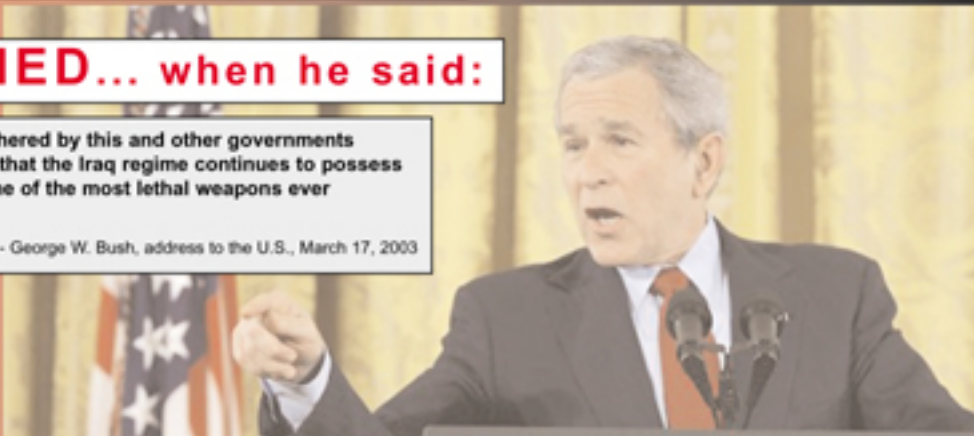 IED... when he said:
hered by this and other governments
that the Iraq regime continues to possess
e of the most lethal weapons ever
- George W. Bush, address to the U.S., March 17, 2003